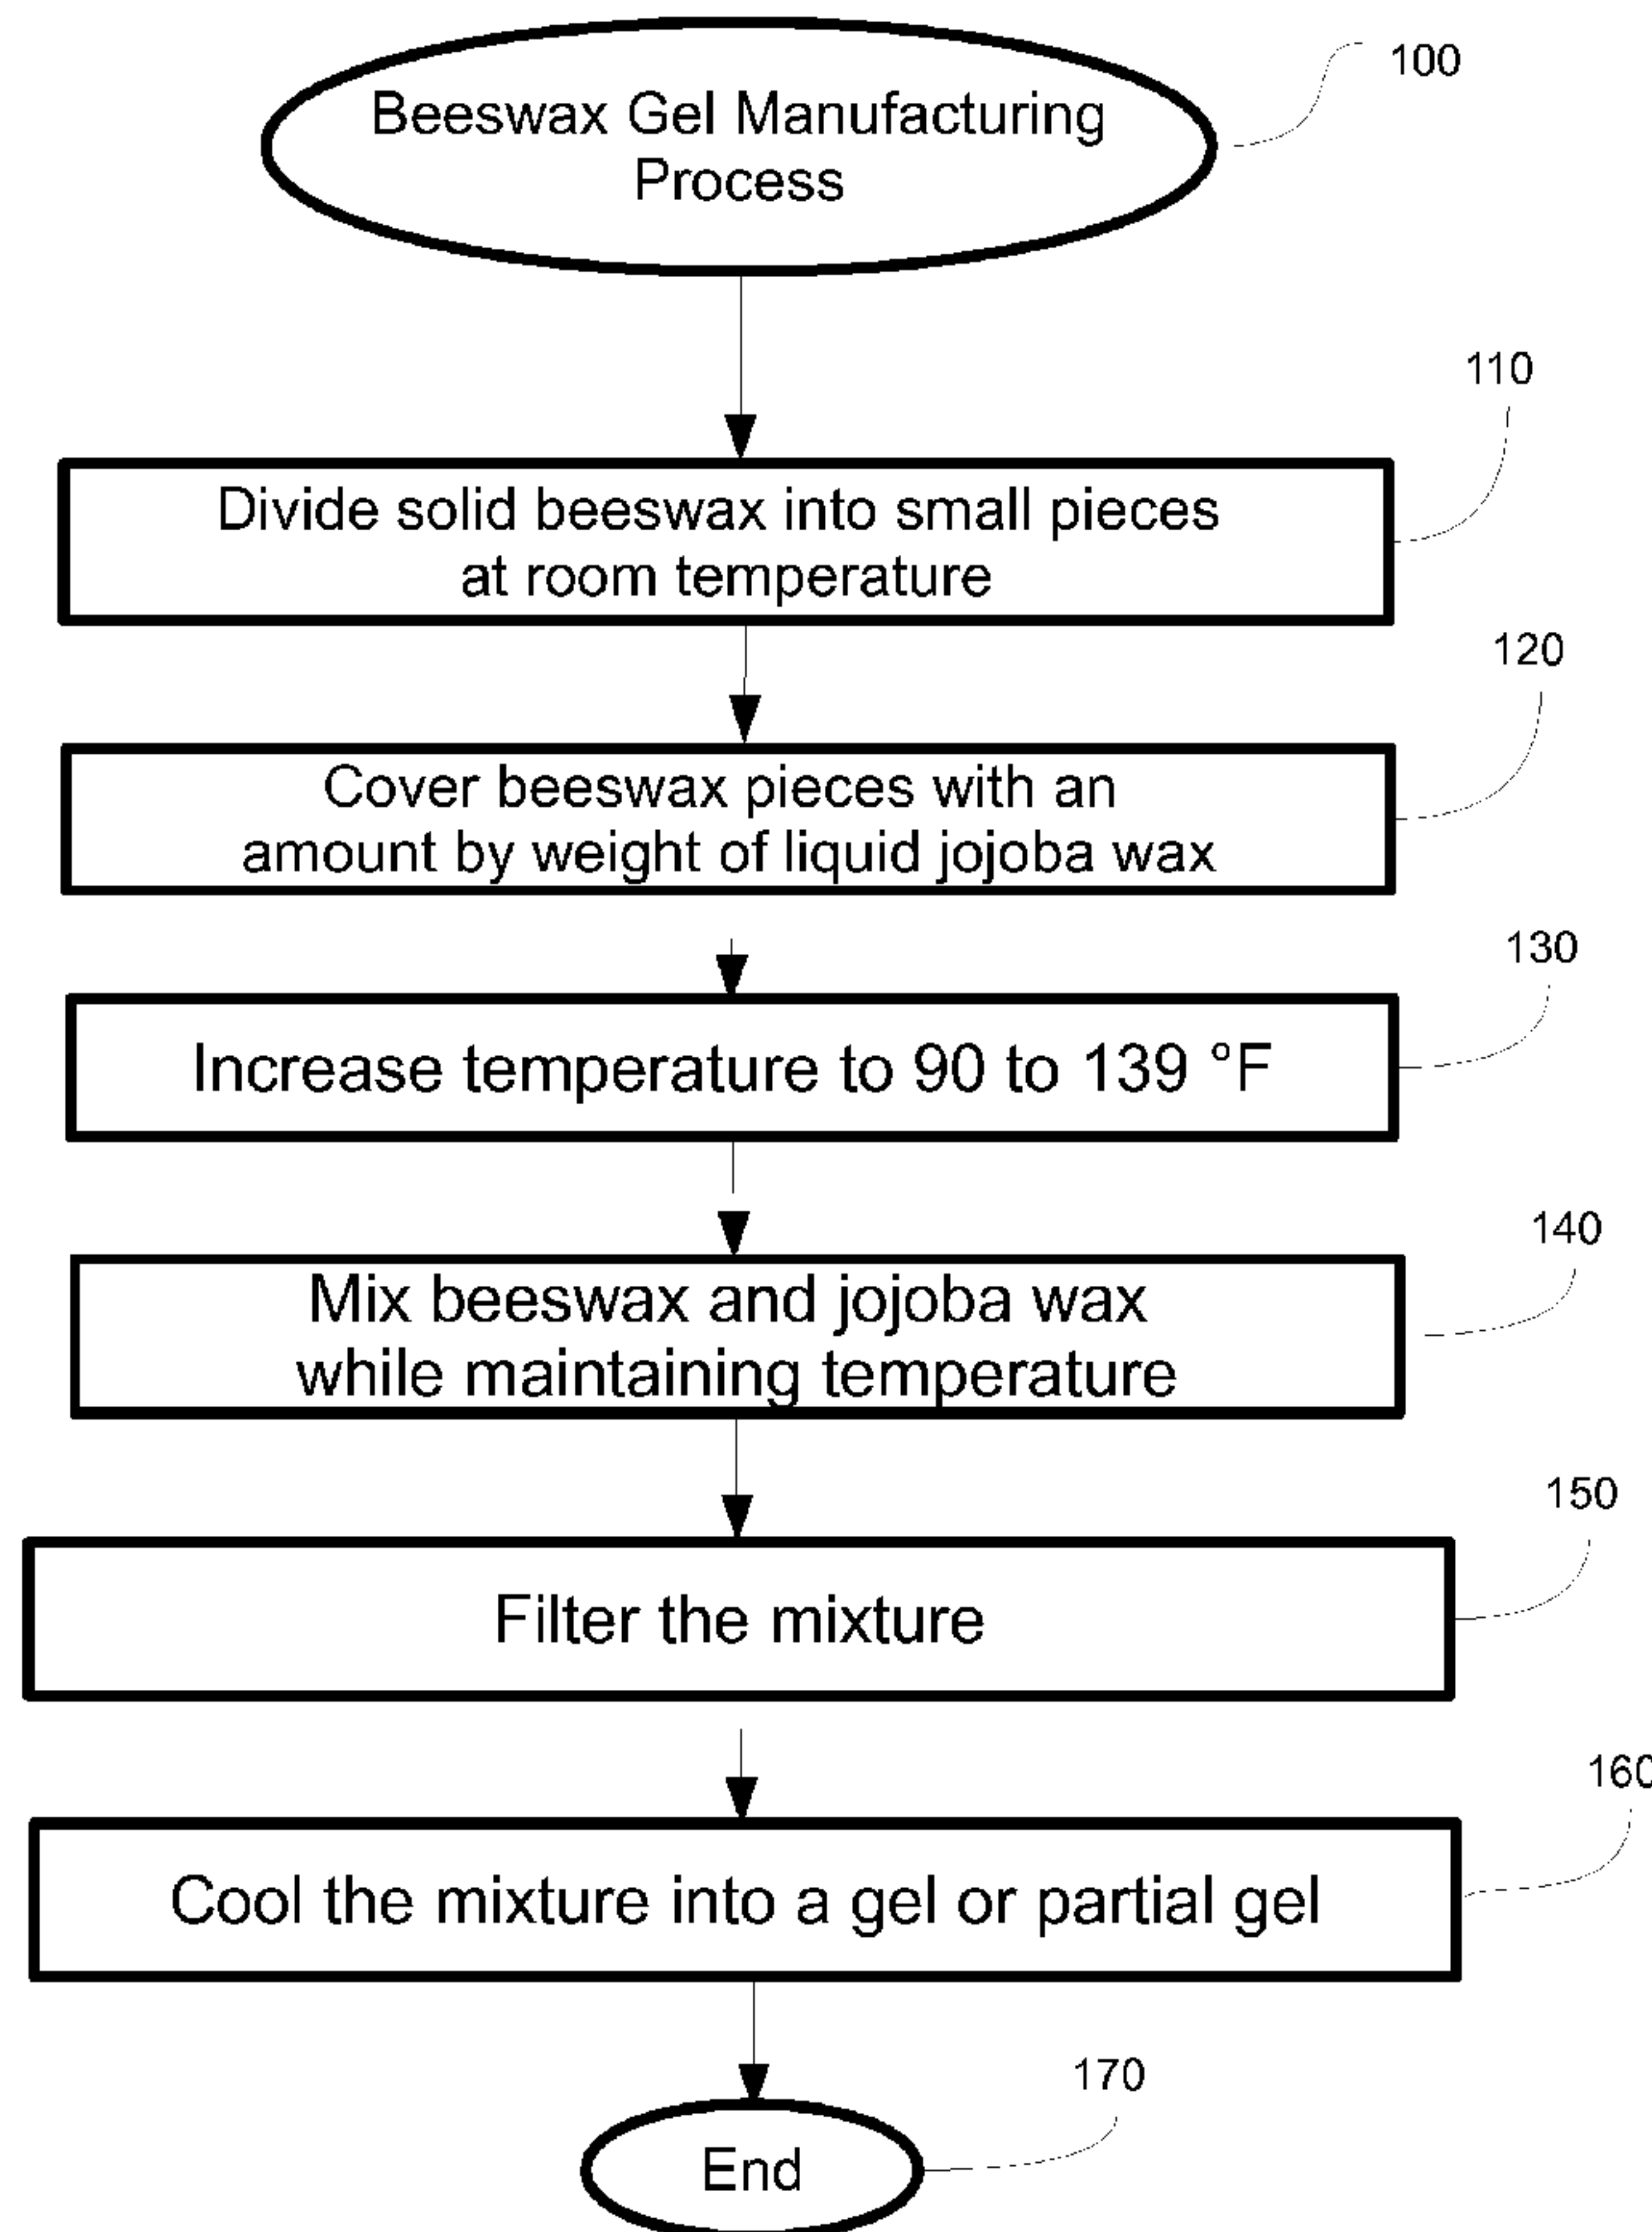 Beeswax Gel Manufacturing
Process
100
110
Divide solid beeswax into small pieces
at room temperature
120
Cover beeswax pieces with an
amount by weight of liquid jojoba wax
130
Increase temperature to 90 to 139 °F
140
Mix beeswax and jojoba wax
while maintaining temperature
150
Filter the mixture
160
Cool the mixture into a gel or partial gel
170
End